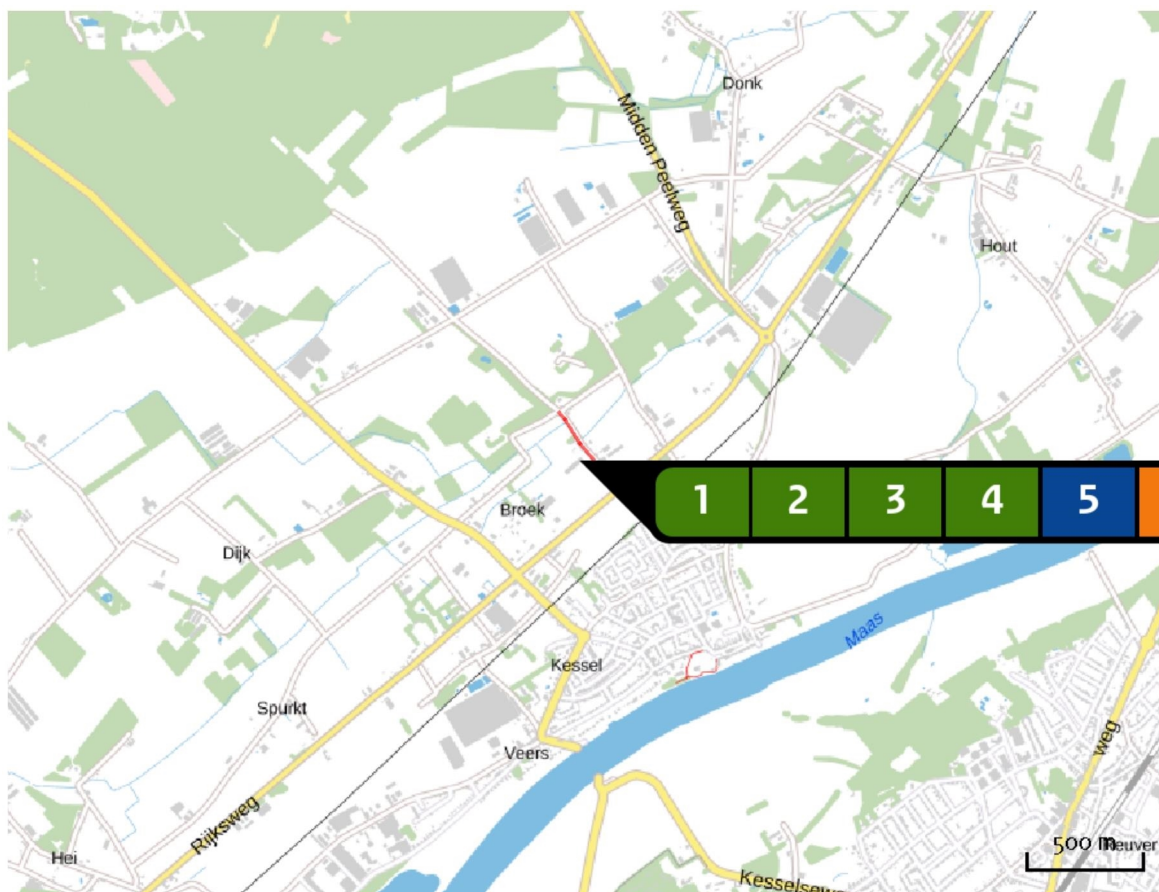 Donk
Midden Peelweg
Hout
1 2 3 4 5
Broek
Dijk
Maas
Kessel
Spurkt
Veers
weg
Rijksweg
500 m
Hei
Kesselsew